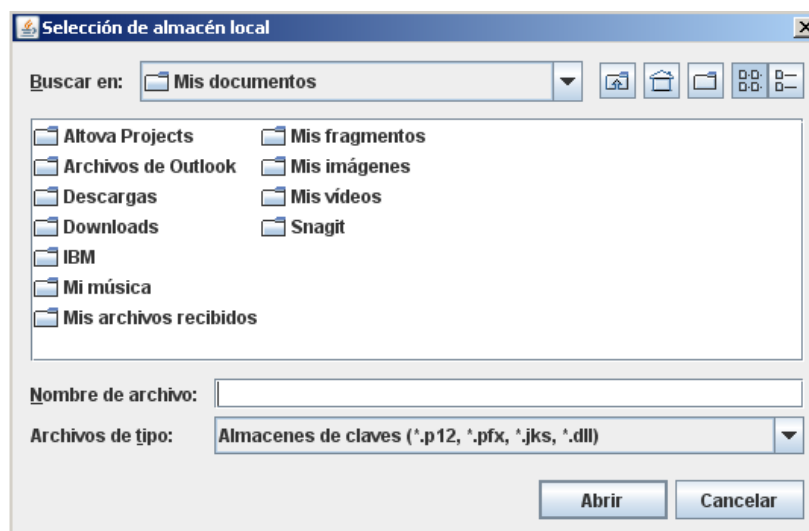 Selección de almacén local
Buscar en: Mis documentos
Altova Projects
Archivos de Outlook
Descargas
Downloads
IBM
Mi música
Mis archivos recibidos
Mis fragmentos
Mis imágenes
Mis vídeos
Snagit
Nombre de archivo:
Archivos de tipo: Almacenes de claves (*.p12, *.pfx, *.jks, *.dll)
Abrir Cancelar